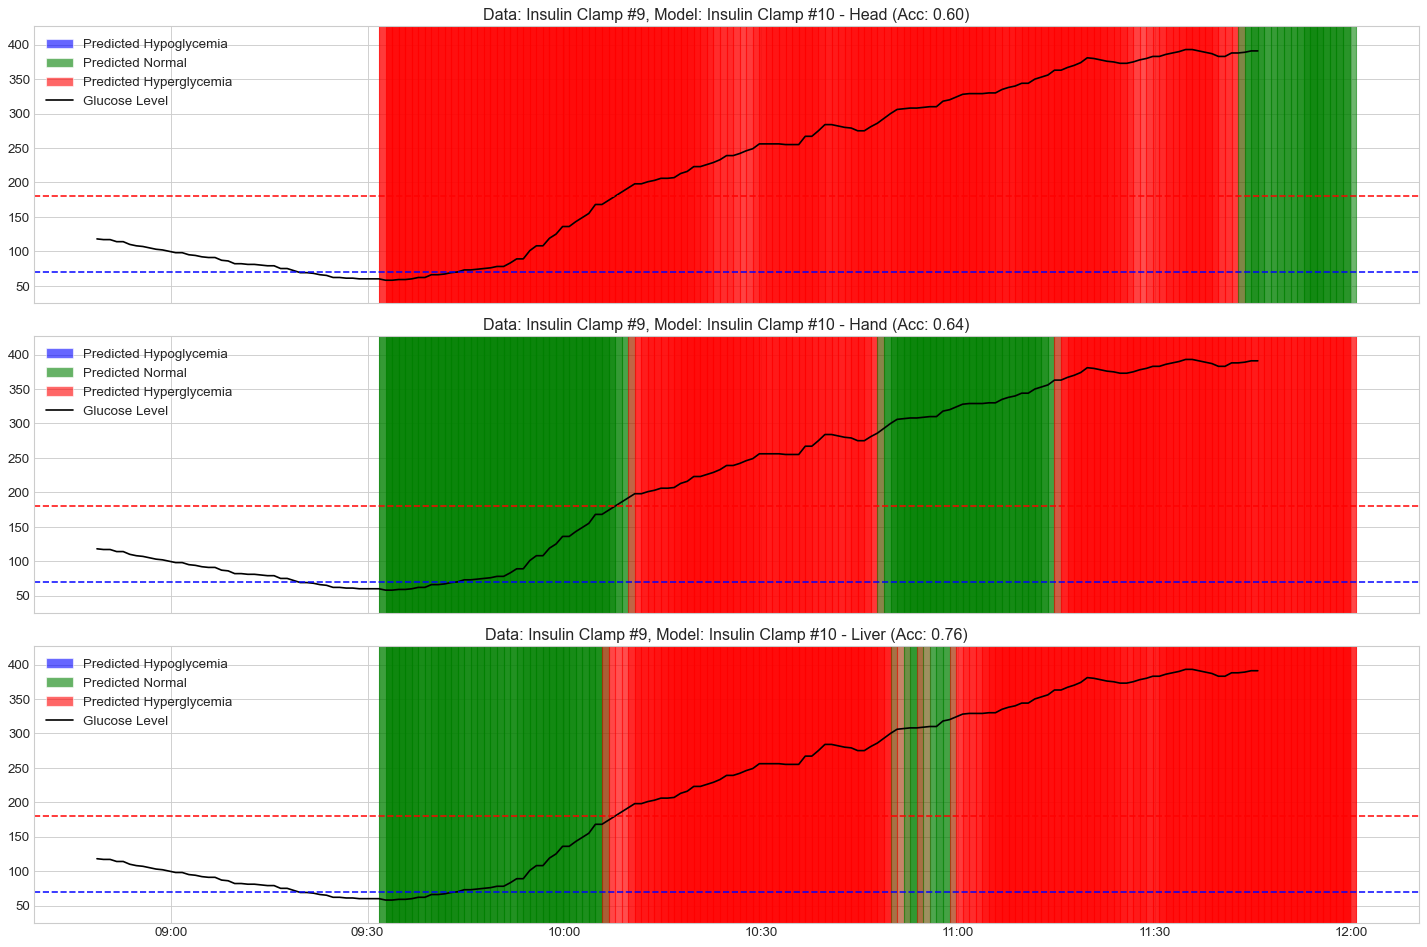 Data: Insulin Clamp #9, Model: Insulin Clamp #10 - Head (Acc: 0.60)
400
350
300
250
200
150
100
50
Predicted Hypoglycemia
Predicted Normal
Predicted Hyperglycemia
Glucose Level
Data: Insulin Clamp #9, Model: Insulin Clamp #10 - Hand (Acc: 0.64)
400
350
300
250
200
150
100
50
Predicted Hypoglycemia
Predicted Normal
Predicted Hyperglycemia
Glucose Level
Data: Insulin Clamp #9, Model: Insulin Clamp #10 - Liver (Acc: 0.76)
400
350
300
250
200
150
100
50
Predicted Hypoglycemia
Predicted Normal
Predicted Hyperglycemia
Glucose Level
09:00 09:30 10:00 10:30 11:00 11:30 12:00